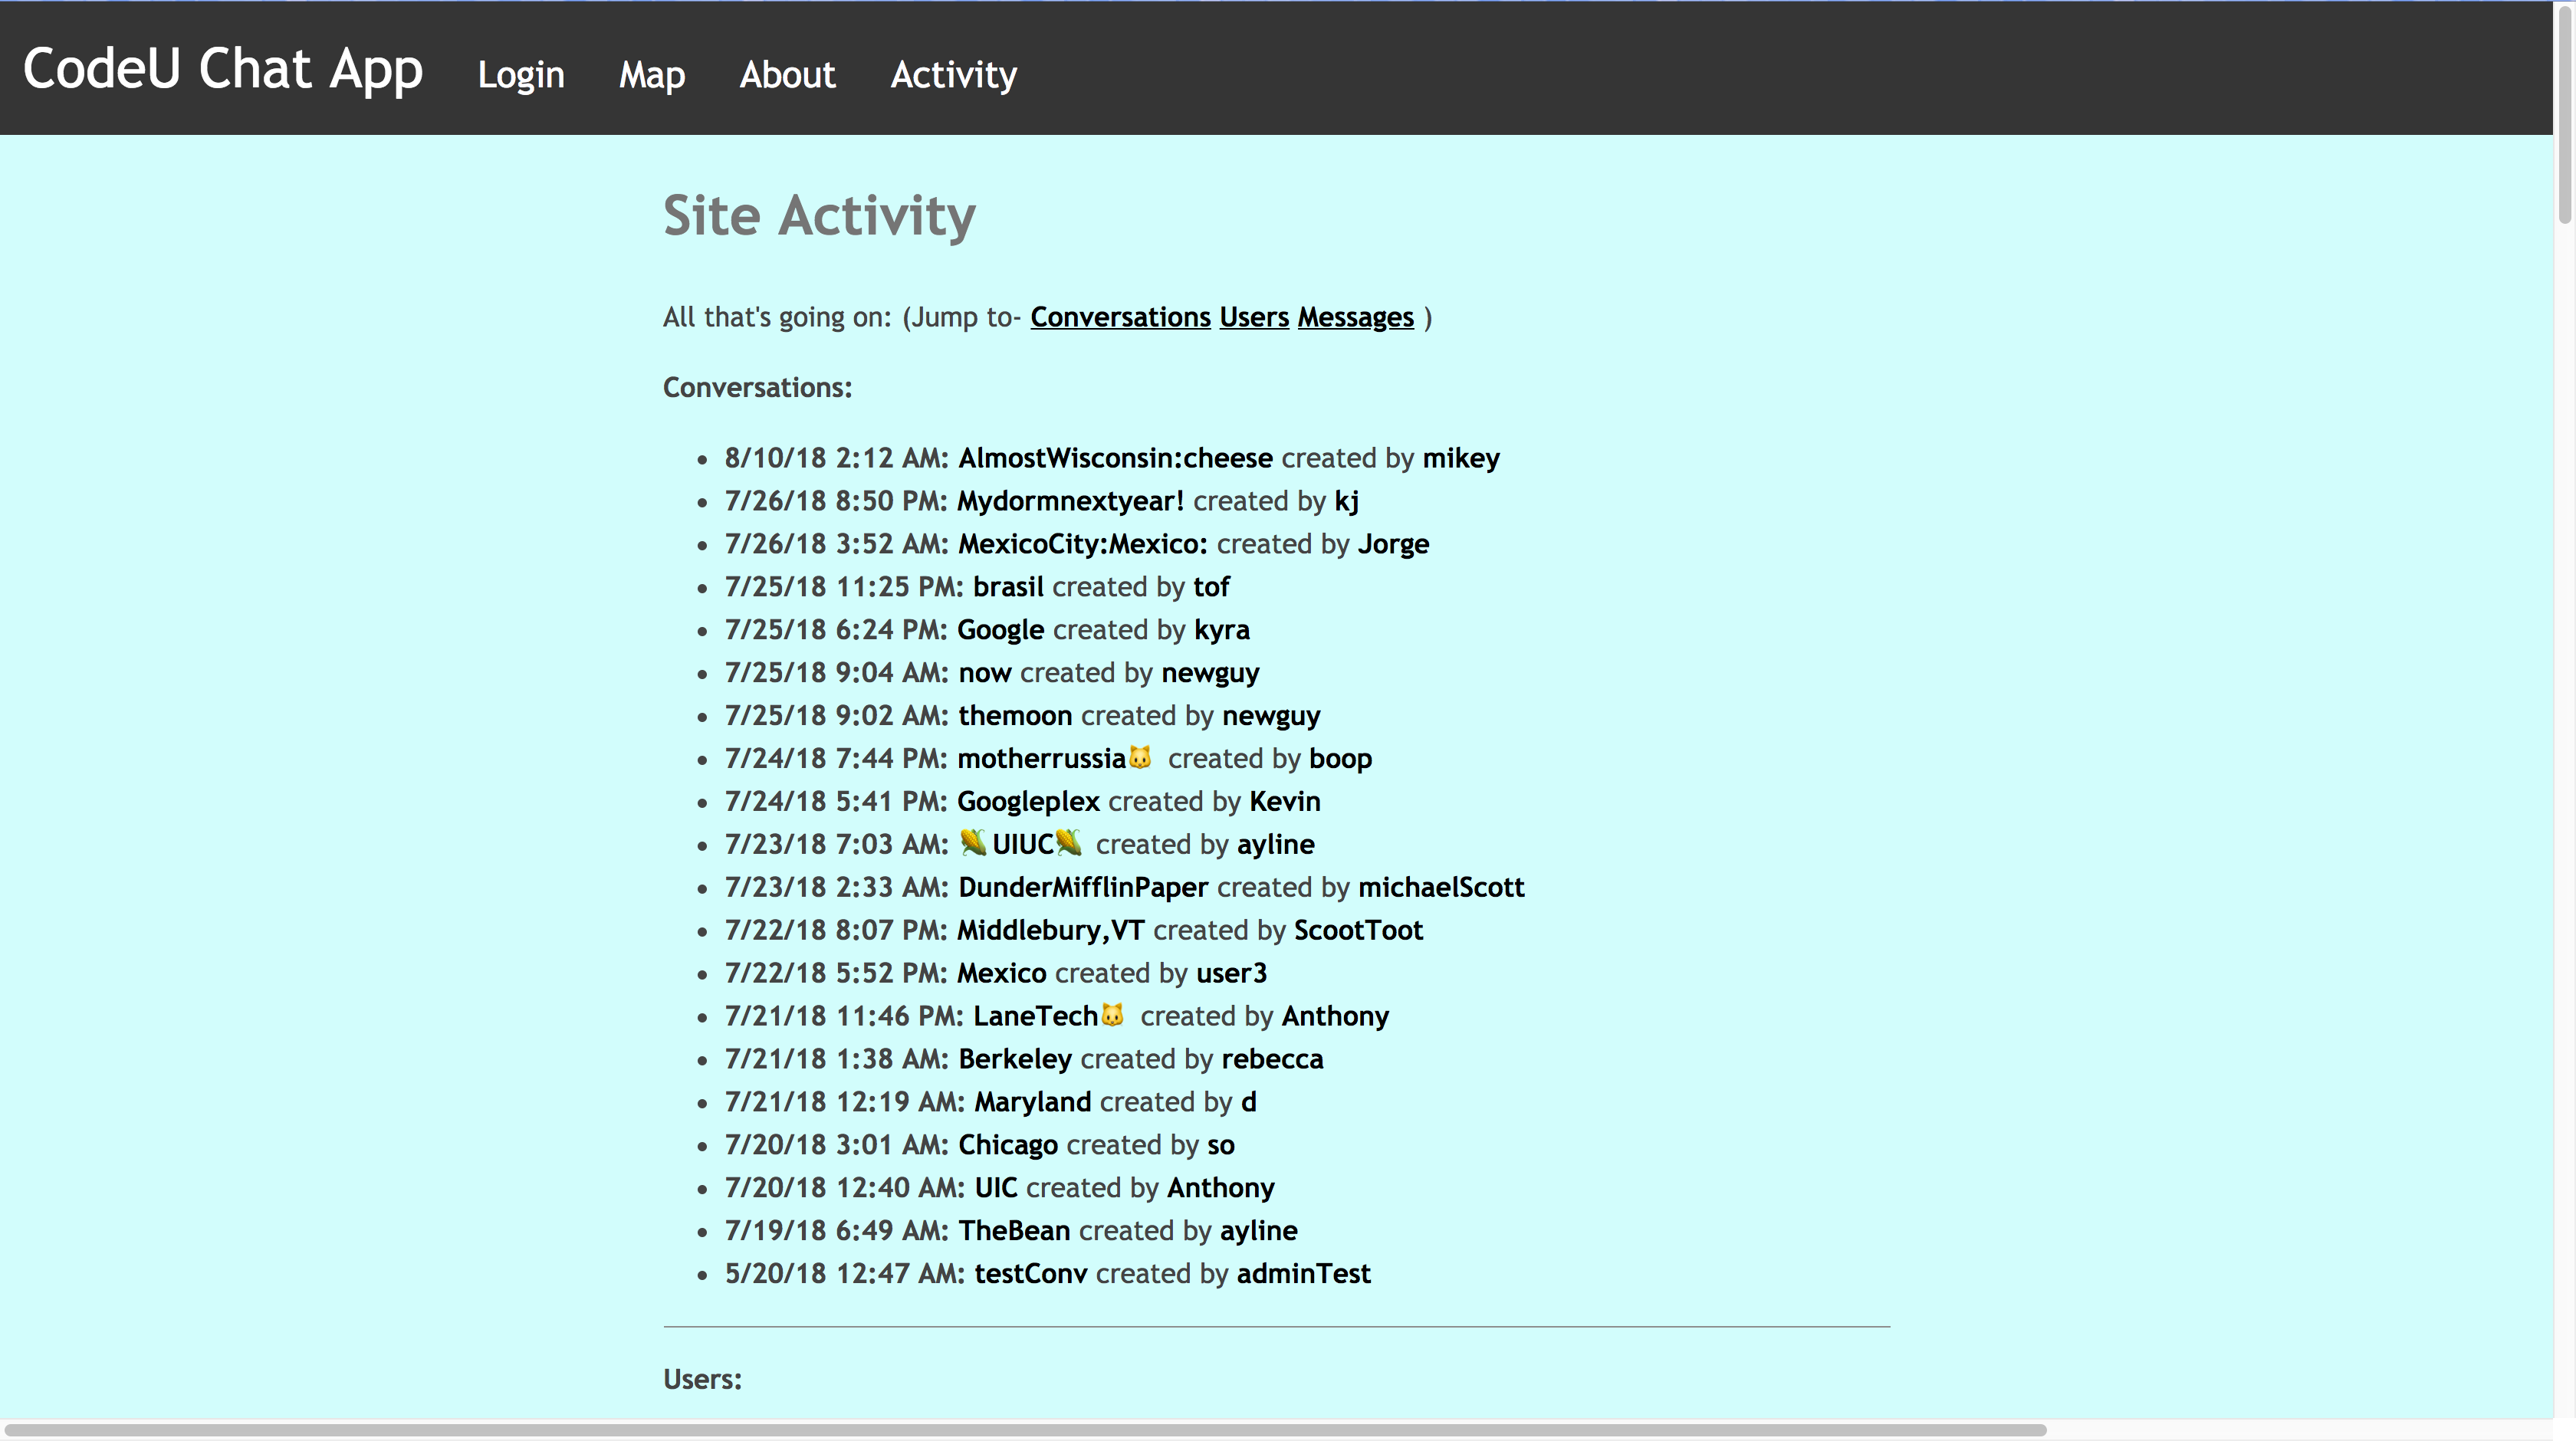 CodeU Chat App Login Map About Activity
Site Activity
All that's going on: (Jump to- Conversations Users Messages )
Conversations:
• 8/10/18 2:12 AM: AlmostWisconsin:cheese created by mikey
• 7/26/18 8:50 PM: Mydormnextyear! created by kj
• 7/26/18 3:52 AM: MexicoCity:Mexico: created by Jorge
• 7/25/18 11:25 PM: brasil created by tof
• 7/25/18 6:24 PM: Google created by kyra
• 7/25/18 9:04 AM: now created by newguy
• 7/25/18 9:02 AM: themoon created by newguy
• 7/24/18 7:44 PM: motherrussia🐱 created by boop
• 7/24/18 5:41 PM: Googleplex created by Kevin
• 7/23/18 7:03 AM: 🌽UIUC🌽 created by ayline
• 7/23/18 2:33 AM: DunderMifflinPaper created by michaelScott
• 7/22/18 8:07 PM: Middlebury,VT created by ScootToot
• 7/22/18 5:52 PM: Mexico created by user3
• 7/21/18 11:46 PM: LaneTech🐱 created by Anthony
• 7/21/18 1:38 AM: Berkeley created by rebecca
• 7/21/18 12:19 AM: Maryland created by d
• 7/20/18 3:01 AM: Chicago created by so
• 7/20/18 12:40 AM: UIC created by Anthony
• 7/19/18 6:49 AM: TheBean created by ayline
• 5/20/18 12:47 AM: testConv created by adminTest
Users: